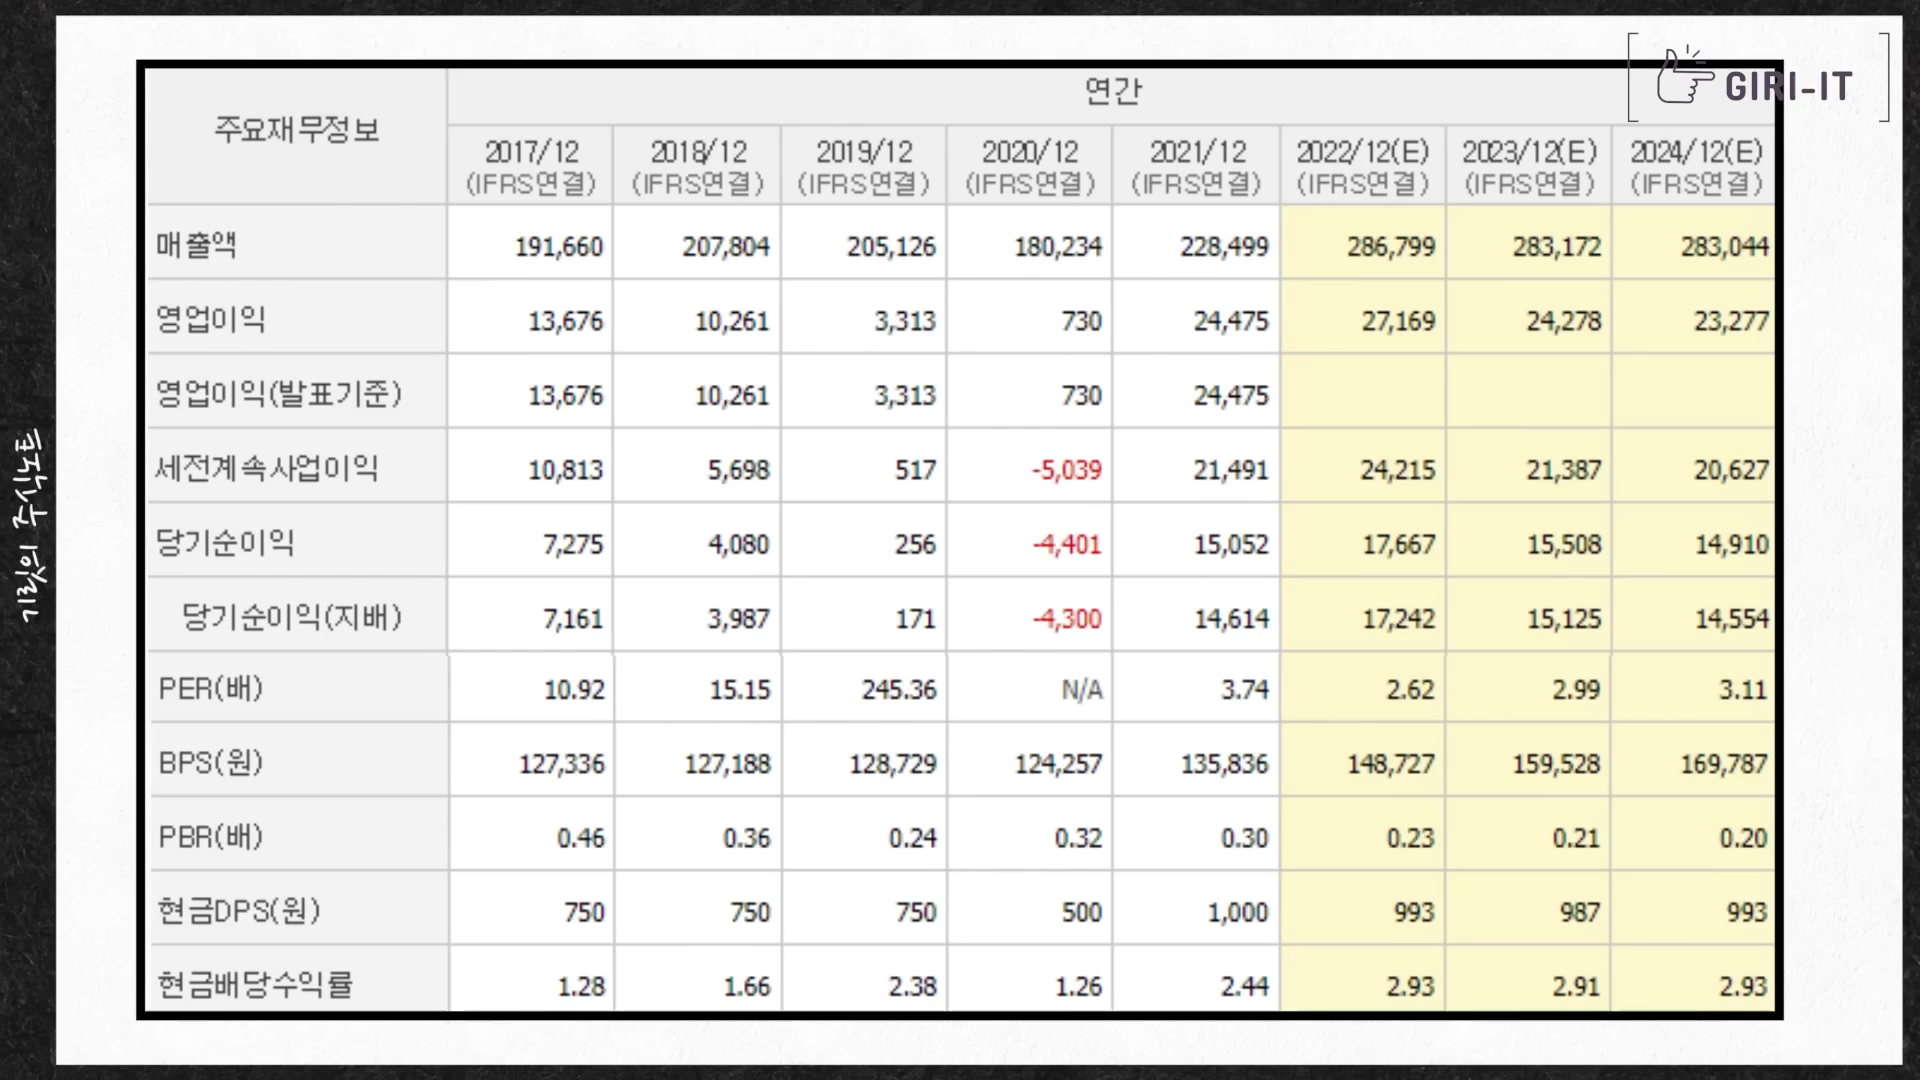 GIRI-IT
기릿의 주식노트
주요재무정보 연간
2017/12 2018/12 2019/12 2020/12 2021/12 2022/12(E) 2023/12(E) 2024/12(E)
(IFRS연결) (IFRS연결) (IFRS연결) (IFRS연결) (IFRS연결) (IFRS연결) (IFRS연결) (IFRS연결)
매출액 191,660 207,804 205,126 180,234 228,499 286,799 283,172 283,044
영업이익 13,676 10,261 3,313 730 24,475 27,169 24,278 23,277
영업이익(발표기준) 13,676 10,261 3,313 730 24,475
세전계속사업이익 10,813 5,698 517 -5,039 21,491 24,215 21,387 20,627
당기순이익 7,275 4,080 256 -4,401 15,052 17,667 15,508 14,910
당기순이익(지배) 7,161 3,987 171 -4,300 14,614 17,242 15,125 14,554
PER(배) 10.92 15.15 245.36 N/A 3.74 2.62 2.99 3.11
BPS(원) 127,336 127,188 128,729 124,257 135,836 148,727 159,528 169,787
PBR(배) 0.46 0.36 0.24 0.32 0.30 0.23 0.21 0.20
현금DPS(원) 750 750 750 500 1,000 993 987 993
현금배당수익률 1.28 1.66 2.38 1.26 2.44 2.93 2.91 2.93